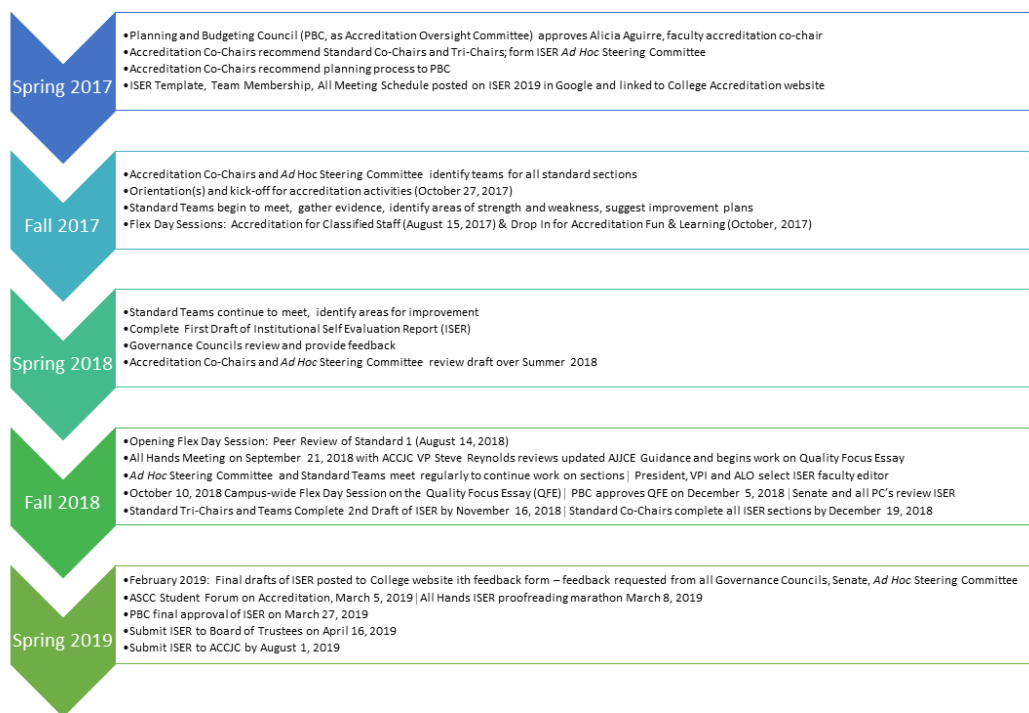 Spring 2017
•Planning and Budgeting Council (PBC, as Accreditation Oversight Committee) approves Alicia Aguirre, faculty accreditation co-chair
•Accreditation Co-Chairs recommend Standard Co-Chairs and Tri-Chairs; form ISER Ad Hoc Steering Committee
•Accreditation Co-Chairs recommend planning process to PBC
•ISER Template, Team Membership, All Meeting Schedule posted on ISER 2019 in Google and linked to College Accreditation website
Fall 2017
•Accreditation Co-Chairs and Ad Hoc Steering Committee identify teams for all standard sections
•Orientation(s) and kick-off for accreditation activities (October 27, 2017)
•Standard Teams begin to meet, gather evidence, identify areas of strength and weakness, suggest improvement plans
•Flex Day Sessions: Accreditation for Classified Staff (August 15, 2017) & Drop In for Accreditation Fun & Learning (October, 2017)
Spring 2018
•Standard Teams continue to meet, identify areas for improvement
•Complete First Draft of Institutional Self Evaluation Report (ISER)
•Governance Councils review and provide feedback
•Accreditation Co-Chairs and Ad Hoc Steering Committee review draft over Summer 2018
Fall 2018
•Opening Flex Day Session: Peer Review of Standard 1 (August 14, 2018)
•All Hands Meeting on September 21, 2018 with ACCJC VP Steve Reynolds reviews updated AJJCE Guidance and begins work on Quality Focus Essay
•Ad Hoc Steering Committee and Standard Teams meet regularly to continue work on sections | President, VPI and ALO select ISER faculty editor
•October 10, 2018 Campus-wide Flex Day Session on the Quality Focus Essay (QFE) | PBC approves QFE on December 5, 2018 | Senate and all PC's review ISER
•Standard Tri-Chairs and Teams Complete 2nd Draft of ISER by November 16, 2018 | Standard Co-Chairs complete all ISER sections by December 19, 2018
Spring 2019
•February 2019: Final drafts of ISER posted to College website ith feedback form – feedback requested from all Governance Councils, Senate, Ad Hoc Steering Committee
•ASCC Student Forum on Accreditation, March 5, 2019 | All Hands ISER proofreading marathon March 8, 2019
•PBC final approval of ISER on March 27, 2019
•Submit ISER to Board of Trustees on April 16, 2019
•Submit ISER to ACCJC by August 1, 2019